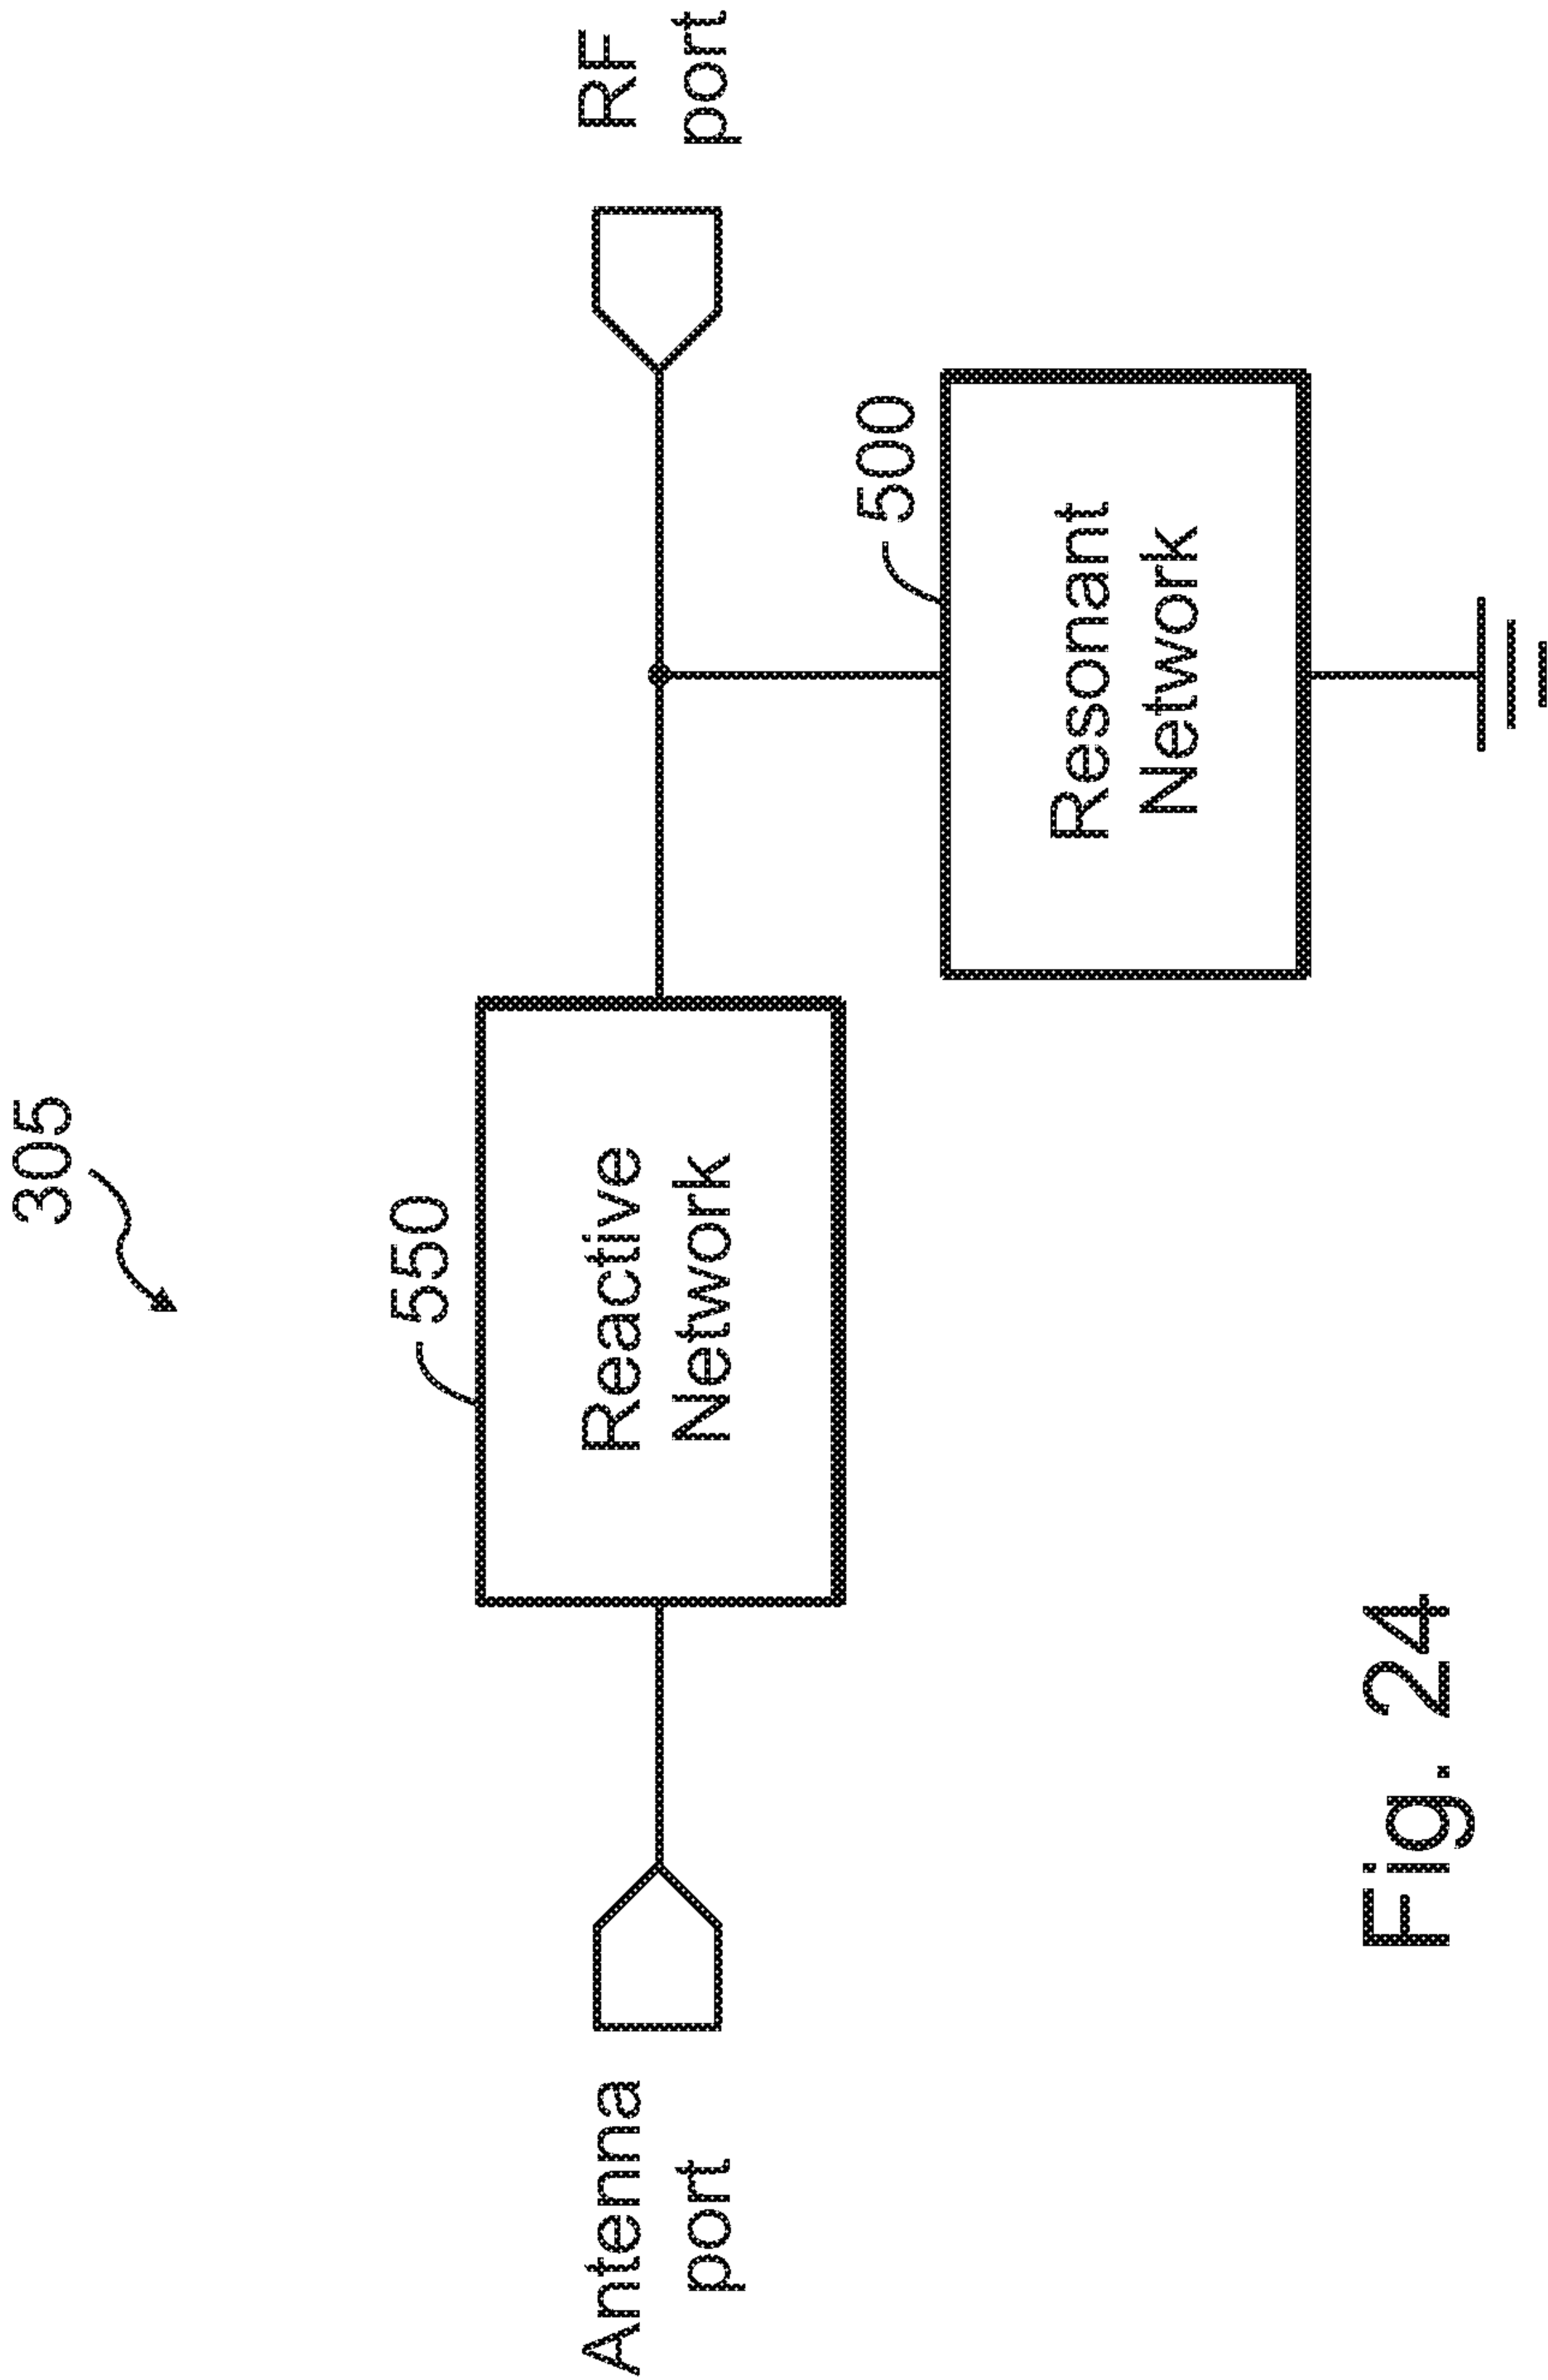 305
550
Antenna
port
Reactive
Network
RF
port
500
Resonant
Network
Fig. 24